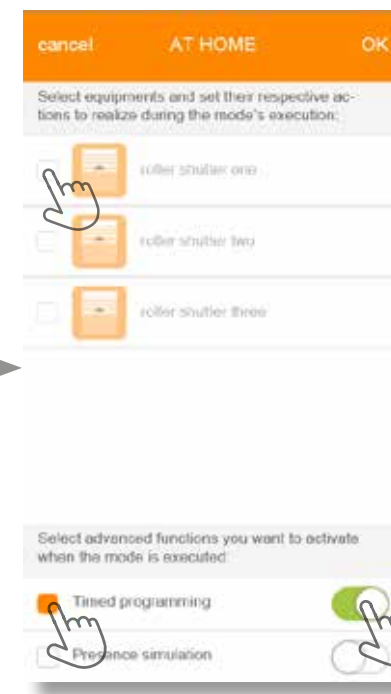 cancel AT HOME OK
Select equipments and set their respective ac-
tions to realize during the mode's execution:
roller shutter one
roller shutter two
roller shutter three
Select advanced functions you want to activate
when the mode is executed
Timed programming
Presence simulation